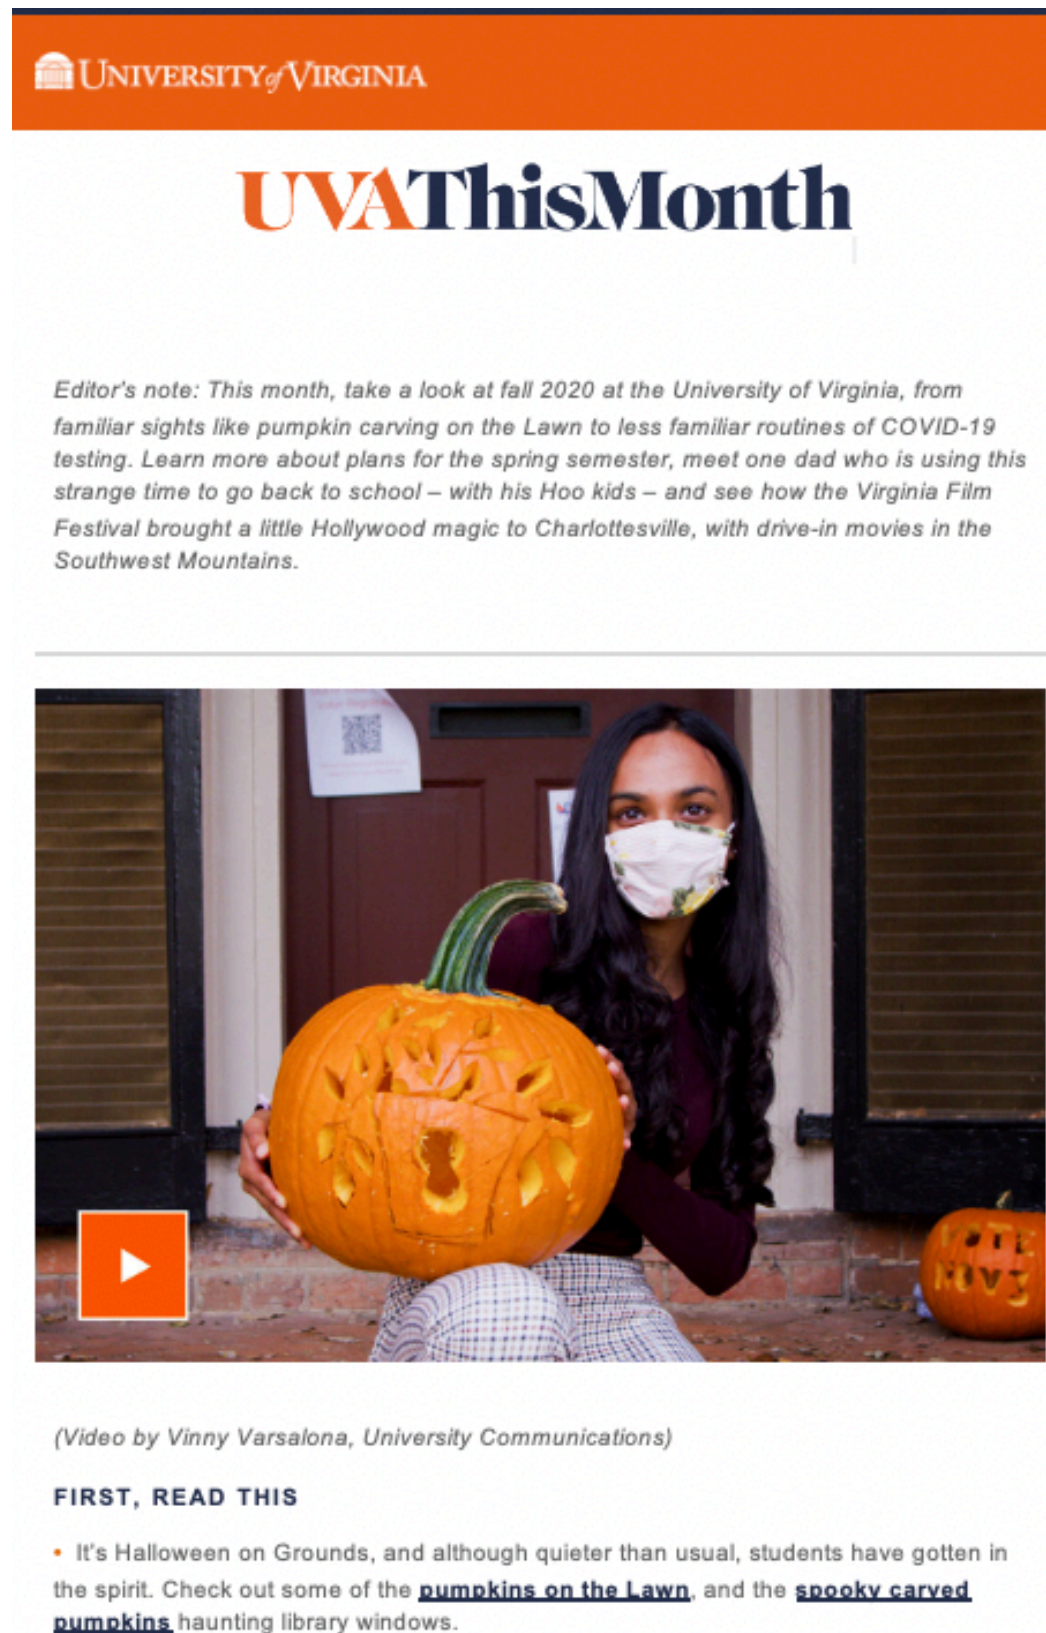 UNIVERSITY of VIRGINIA
UVAThisMonth
Editor's note: This month, take a look at fall 2020 at the University of Virginia, from
familiar sights like pumpkin carving on the Lawn to less familiar routines of COVID-19
testing. Learn more about plans for the spring semester, meet one dad who is using this
strange time to go back to school – with his Hoo kids – and see how the Virginia Film
Festival brought a little Hollywood magic to Charlottesville, with drive-in movies in the
Southwest Mountains.
VOTE
NOV 3
(Video by Vinny Varsalona, University Communications)
FIRST, READ THIS
• It's Halloween on Grounds, and although quieter than usual, students have gotten in
the spirit. Check out some of the pumpkins on the Lawn, and the spooky carved
pumpkins haunting library windows.